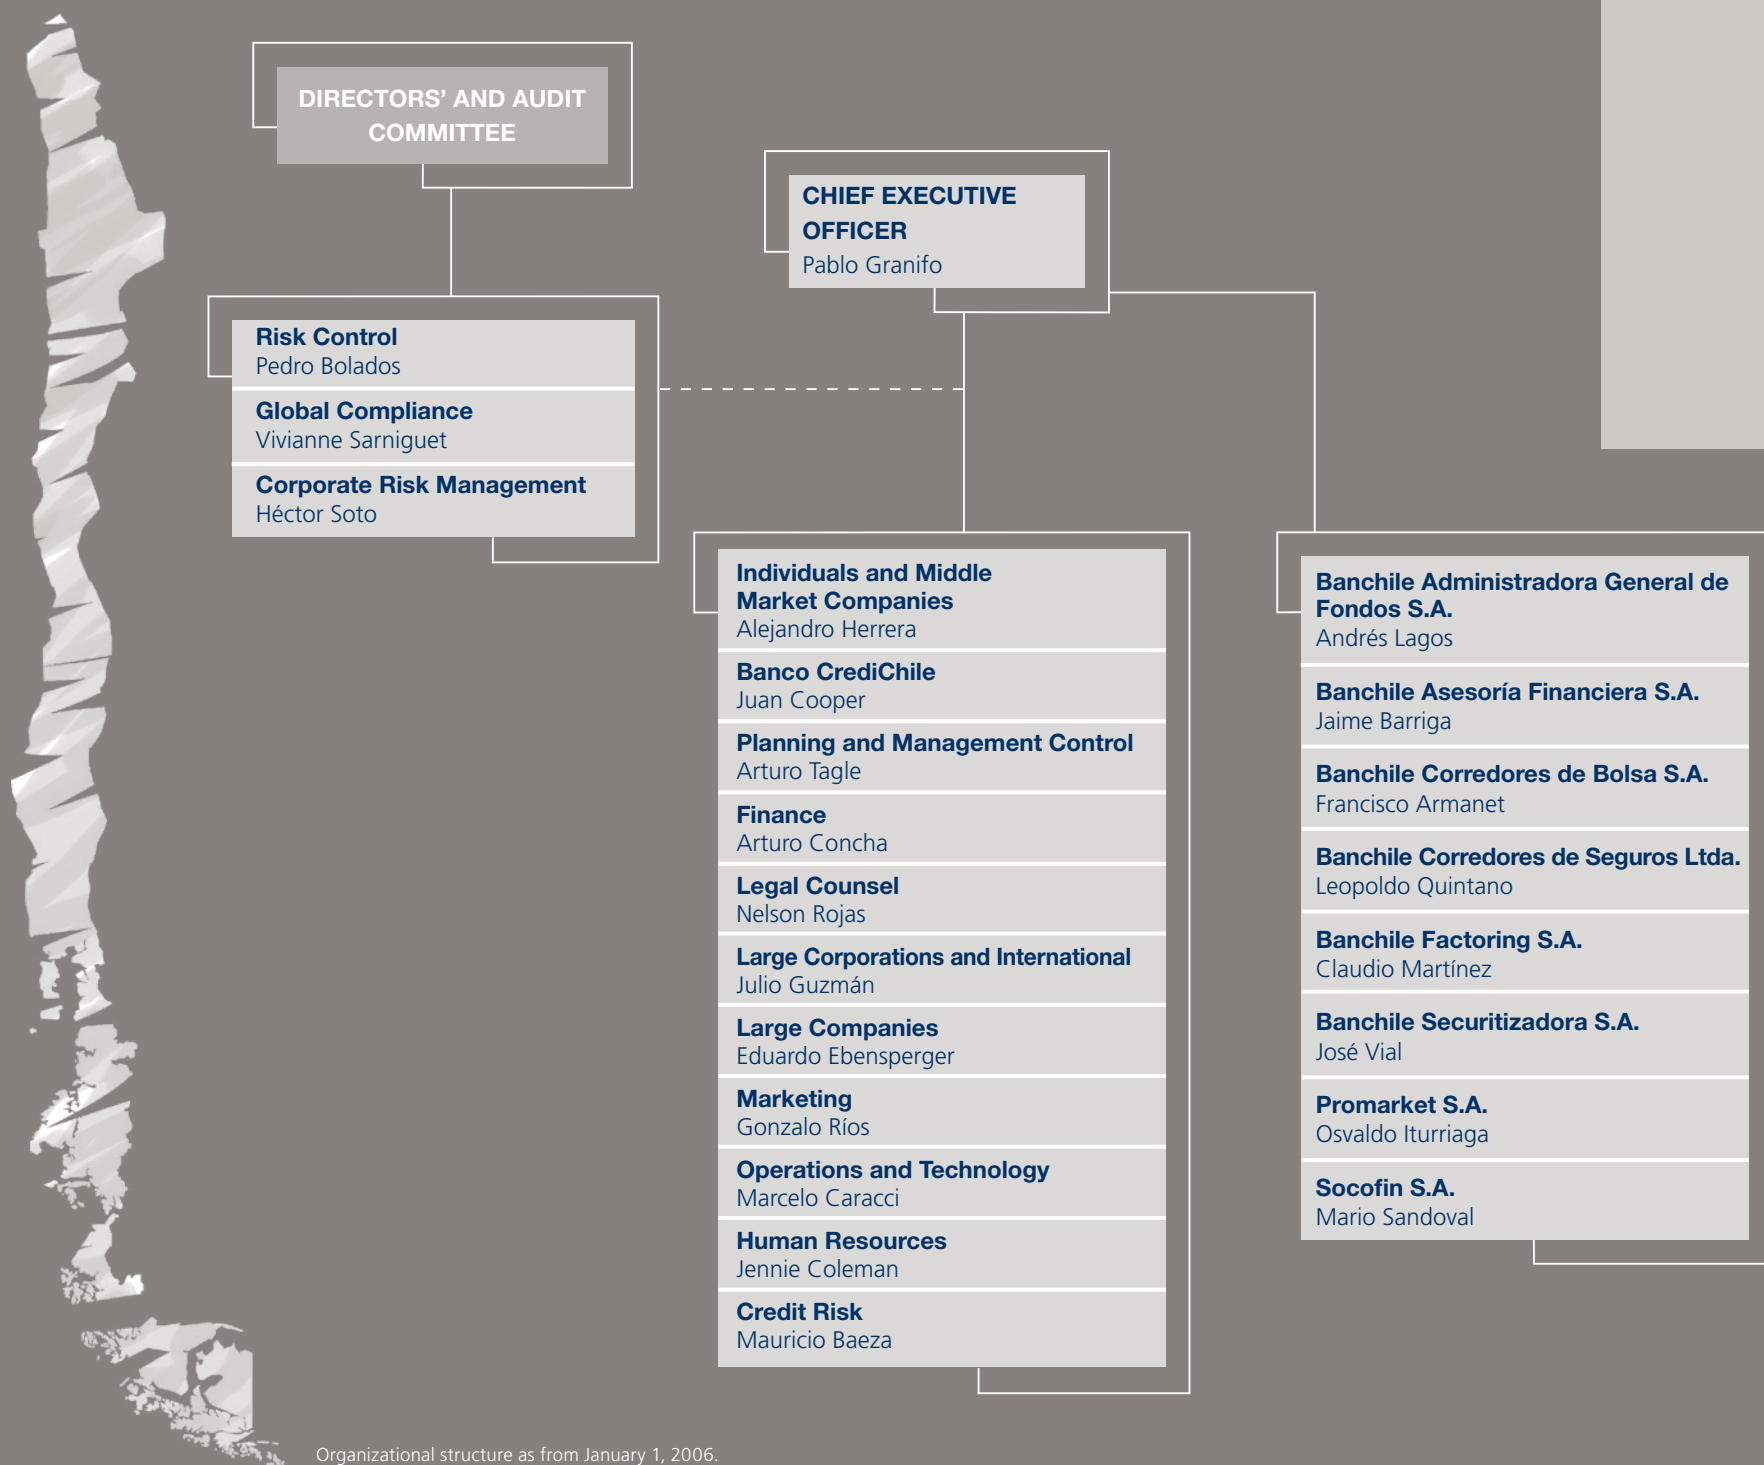 DIRECTORS’ AND AUDIT
COMMITTEE
CHIEF EXECUTIVE
OFFICER
Pablo Granifo
Risk Control
Pedro Bolados
Global Compliance
Vivianne Sarniguet
Corporate Risk Management
Héctor Soto
Individuals and Middle
Market Companies
Alejandro Herrera
Banco CrediChile
Juan Cooper
Planning and Management Control
Arturo Tagle
Finance
Arturo Concha
Legal Counsel
Nelson Rojas
Large Corporations and International
Julio Guzmán
Large Companies
Eduardo Ebensperger
Marketing
Gonzalo Ríos
Operations and Technology
Marcelo Caracci
Human Resources
Jennie Coleman
Credit Risk
Mauricio Baeza
Banchile Administradora General de
Fondos S.A.
Andrés Lagos
Banchile Asesoría Financiera S.A.
Jaime Barriga
Banchile Corredores de Bolsa S.A.
Francisco Armanet
Banchile Corredores de Seguros Ltda.
Leopoldo Quintano
Banchile Factoring S.A.
Claudio Martínez
Banchile Securitizadora S.A.
José Vial
Promarket S.A.
Osvaldo Iturriaga
Socofin S.A.
Mario Sandoval
Organizational structure as from January 1, 2006.